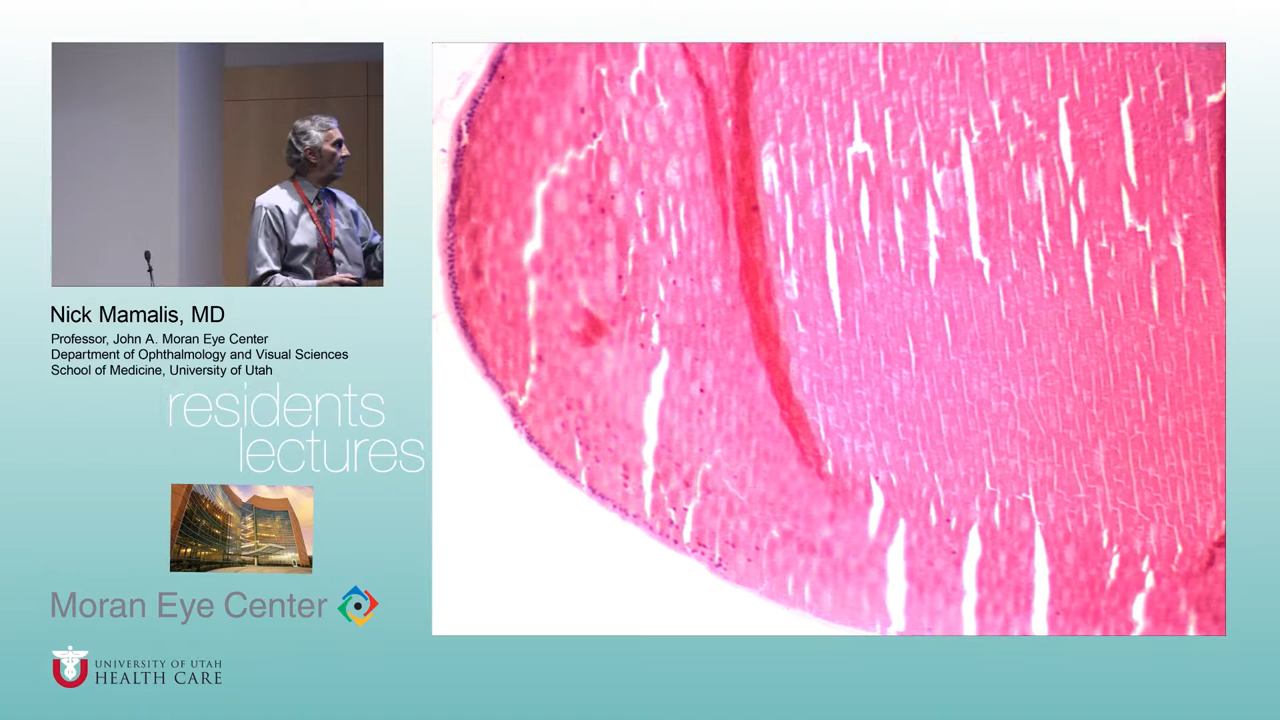 Nick Mamalis, MD
Professor, John A. Moran Eye Center
Department of Ophthalmology and Visual Sciences
School of Medicine, University of Utah
residents
lectures
Moran Eye Center
UNIVERSITY OF UTAH
HEALTH CARE